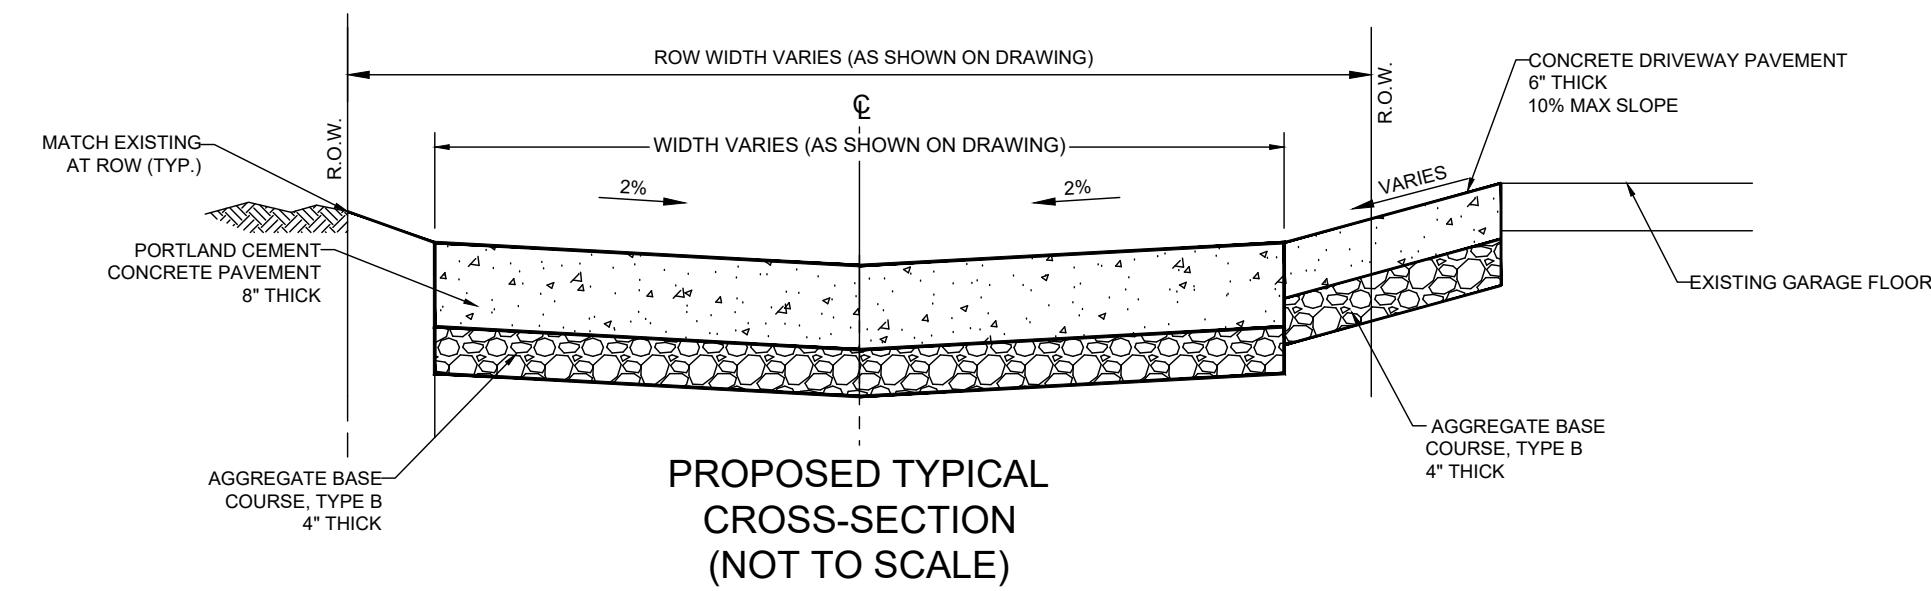 ROW WIDTH VARIES (AS SHOWN ON DRAWING)
CONCRETE DRIVEWAY PAVEMENT
6" THICK
10% MAX SLOPE
R.O.W.
R.O.W.
℄
MATCH EXISTING
AT ROW (TYP.)
WIDTH VARIES (AS SHOWN ON DRAWING)
2%
2%
VARIES
PORTLAND CEMENT
CONCRETE PAVEMENT
8" THICK
EXISTING GARAGE FLOOR
AGGREGATE BASE
COURSE, TYPE B
4" THICK
AGGREGATE BASE
COURSE, TYPE B
4" THICK
PROPOSED TYPICAL
CROSS-SECTION
(NOT TO SCALE)